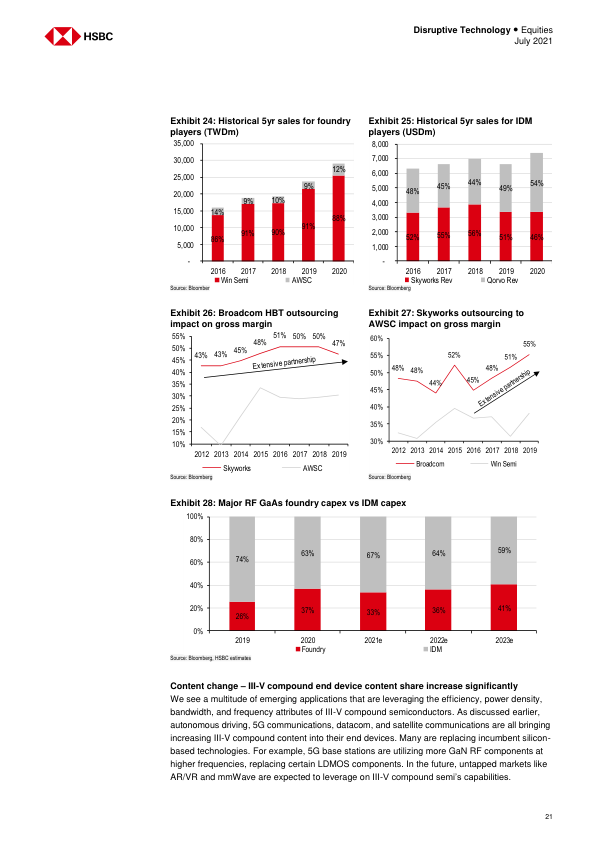 HSBC
Disruptive Technology ● Equities
July 2021
Exhibit 24: Historical 5yr sales for foundry
players (TWDm)
35,000
30,000
25,000
20,000
15,000
10,000
5,000
-
14%
9%
10%
9%
12%
86%
91%
90%
91%
88%
2016 2017 2018 2019 2020
Win Semi AWSC
Source: Bloomber
Exhibit 25: Historical 5yr sales for IDM
players (USDm)
8,000
7,000
6,000
5,000
4,000
3,000
2,000
1,000
-
48%
45%
44%
49%
54%
52%
55%
56%
51%
46%
2016 2017 2018 2019 2020
Skyworks Rev Qorvo Rev
Source: Bloomberg
Exhibit 26: Broadcom HBT outsourcing
impact on gross margin
55%
50%
45%
40%
35%
30%
25%
20%
15%
10%
43% 43% 45% 48% 51% 50% 50% 47%
Extensive partnership
2012 2013 2014 2015 2016 2017 2018 2019
Skyworks AWSC
Source: Bloomberg
Exhibit 27: Skyworks outsourcing to
AWSC impact on gross margin
60%
55%
50%
45%
40%
35%
30%
48% 48% 44% 52% 45% 48% 51% 55%
Extensive partnership
2012 2013 2014 2015 2016 2017 2018 2019
Broadcom Win Semi
Source: Bloomberg
Exhibit 28: Major RF GaAs foundry capex vs IDM capex
100%
80%
60%
40%
20%
0%
74% 63% 67% 64% 59%
26% 37% 33% 36% 41%
2019 2020 2021e 2022e 2023e
Foundry IDM
Source: Bloomberg, HSBC estimates
Content change – III-V compound end device content share increase significantly
We see a multitude of emerging applications that are leveraging the efficiency, power density,
bandwidth, and frequency attributes of III-V compound semiconductors. As discussed earlier,
autonomous driving, 5G communications, datacom, and satellite communications are all bringing
increasing III-V compound content into their end devices. Many are replacing incumbent silicon-
based technologies. For example, 5G base stations are utilizing more GaN RF components at
higher frequencies, replacing certain LDMOS components. In the future, untapped markets like
AR/VR and mmWave are expected to leverage on III-V compound semi's capabilities.
21